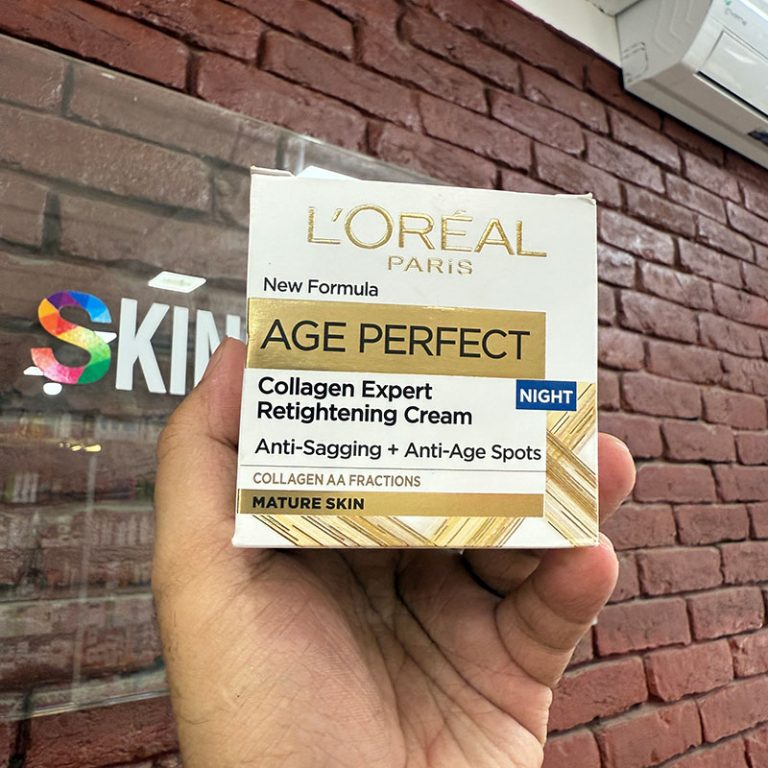 L'ORÉAL
PARIS
New Formula
AGE PERFECT
Collagen Expert
Retightening Cream
NIGHT
Anti-Sagging + Anti-Age Spots
COLLAGEN AA FRACTIONS
MATURE SKIN
SKIN